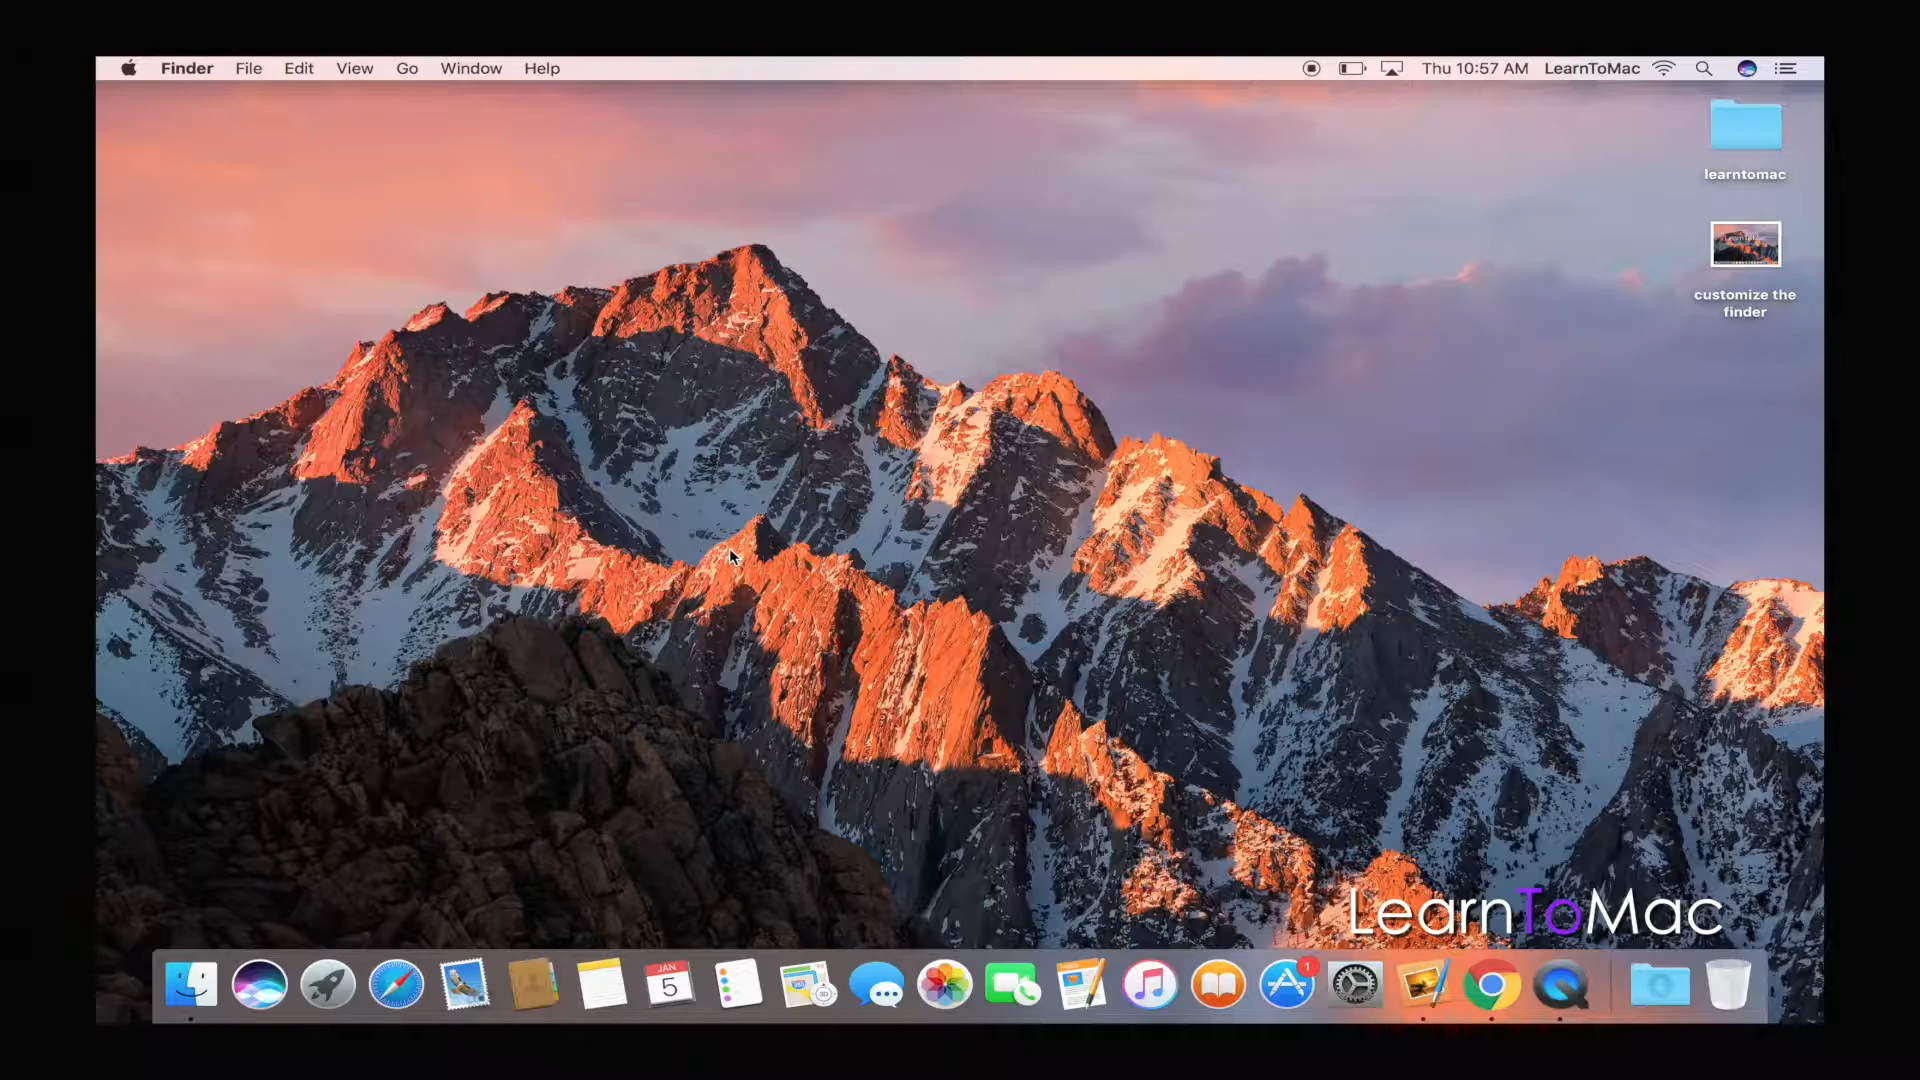 Finder File Edit View Go Window Help Thu 10:57 AM LearnToMac
learntomac
customize the
finder
LearnToMac
JAN
5
1